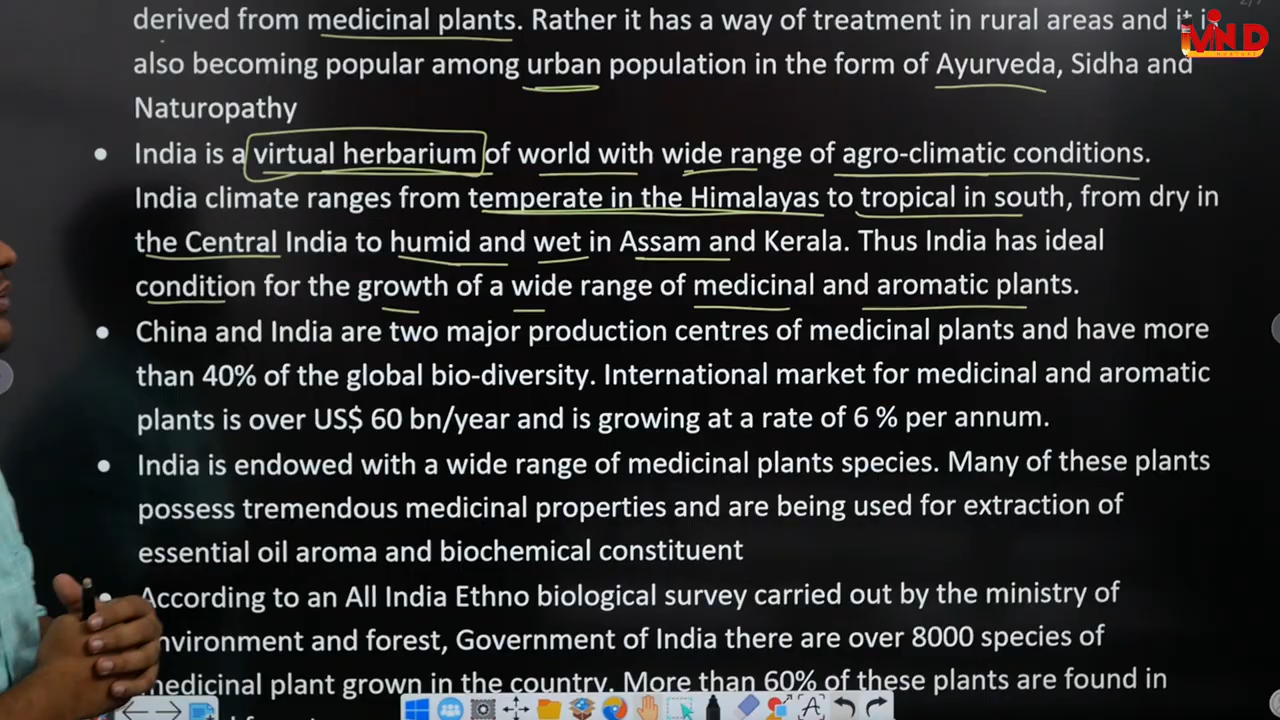 derived from medicinal plants. Rather it has a way of treatment in rural areas and it is
also becoming popular among urban population in the form of Ayurveda, Sidha and
Naturopathy
• India is a virtual herbarium of world with wide range of agro-climatic conditions.
India climate ranges from temperate in the Himalayas to tropical in south, from dry in
the Central India to humid and wet in Assam and Kerala. Thus India has ideal
condition for the growth of a wide range of medicinal and aromatic plants.
• China and India are two major production centres of medicinal plants and have more
than 40% of the global bio-diversity. International market for medicinal and aromatic
plants is over US$ 60 bn/year and is growing at a rate of 6 % per annum.
• India is endowed with a wide range of medicinal plants species. Many of these plants
possess tremendous medicinal properties and are being used for extraction of
essential oil aroma and biochemical constituent
• According to an All India Ethno biological survey carried out by the ministry of
nvironment and forest, Government of India there are over 8000 species of
medicinal plant grown in the country. More than 60% of these plants are found in
MIND